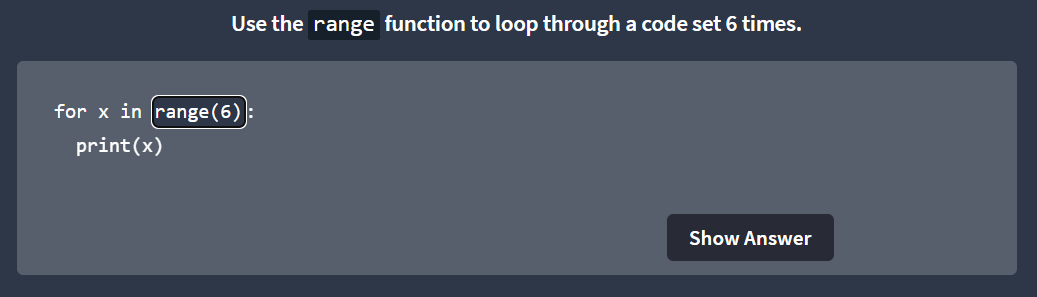 Use the range function to loop through a code set 6 times.
for x in range(6):
  print(x)
Show Answer